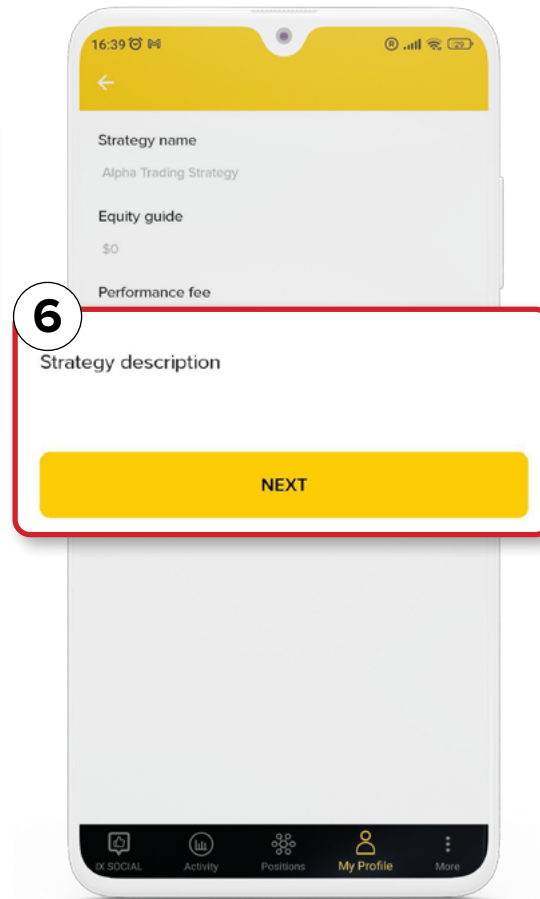 16:39
29
Strategy name
Alpha Trading Strategy
Equity guide
$0
Performance fee
6
Strategy description
NEXT
IX SOCIAL
Activity
Positions
My Profile
More